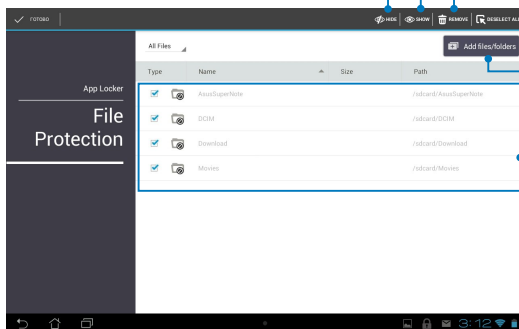 ГОТОВО
HIDE SHOW REMOVE DESELECT ALL
All Files
Add files/folders
Type Name Size Path
App Locker
File
Protection
AsusSuperNote /sdcard/AsusSuperNote
DCIM /sdcard/DCIM
Download /sdcard/Download
Movies /sdcard/Movies
3:12